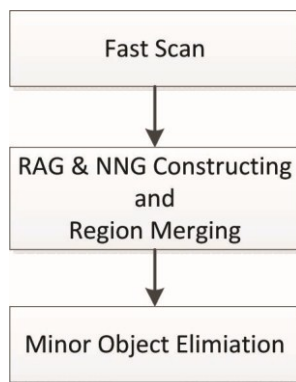 Fast Scan
RAG & NNG Constructing
and
Region Merging
Minor Object Elimiation